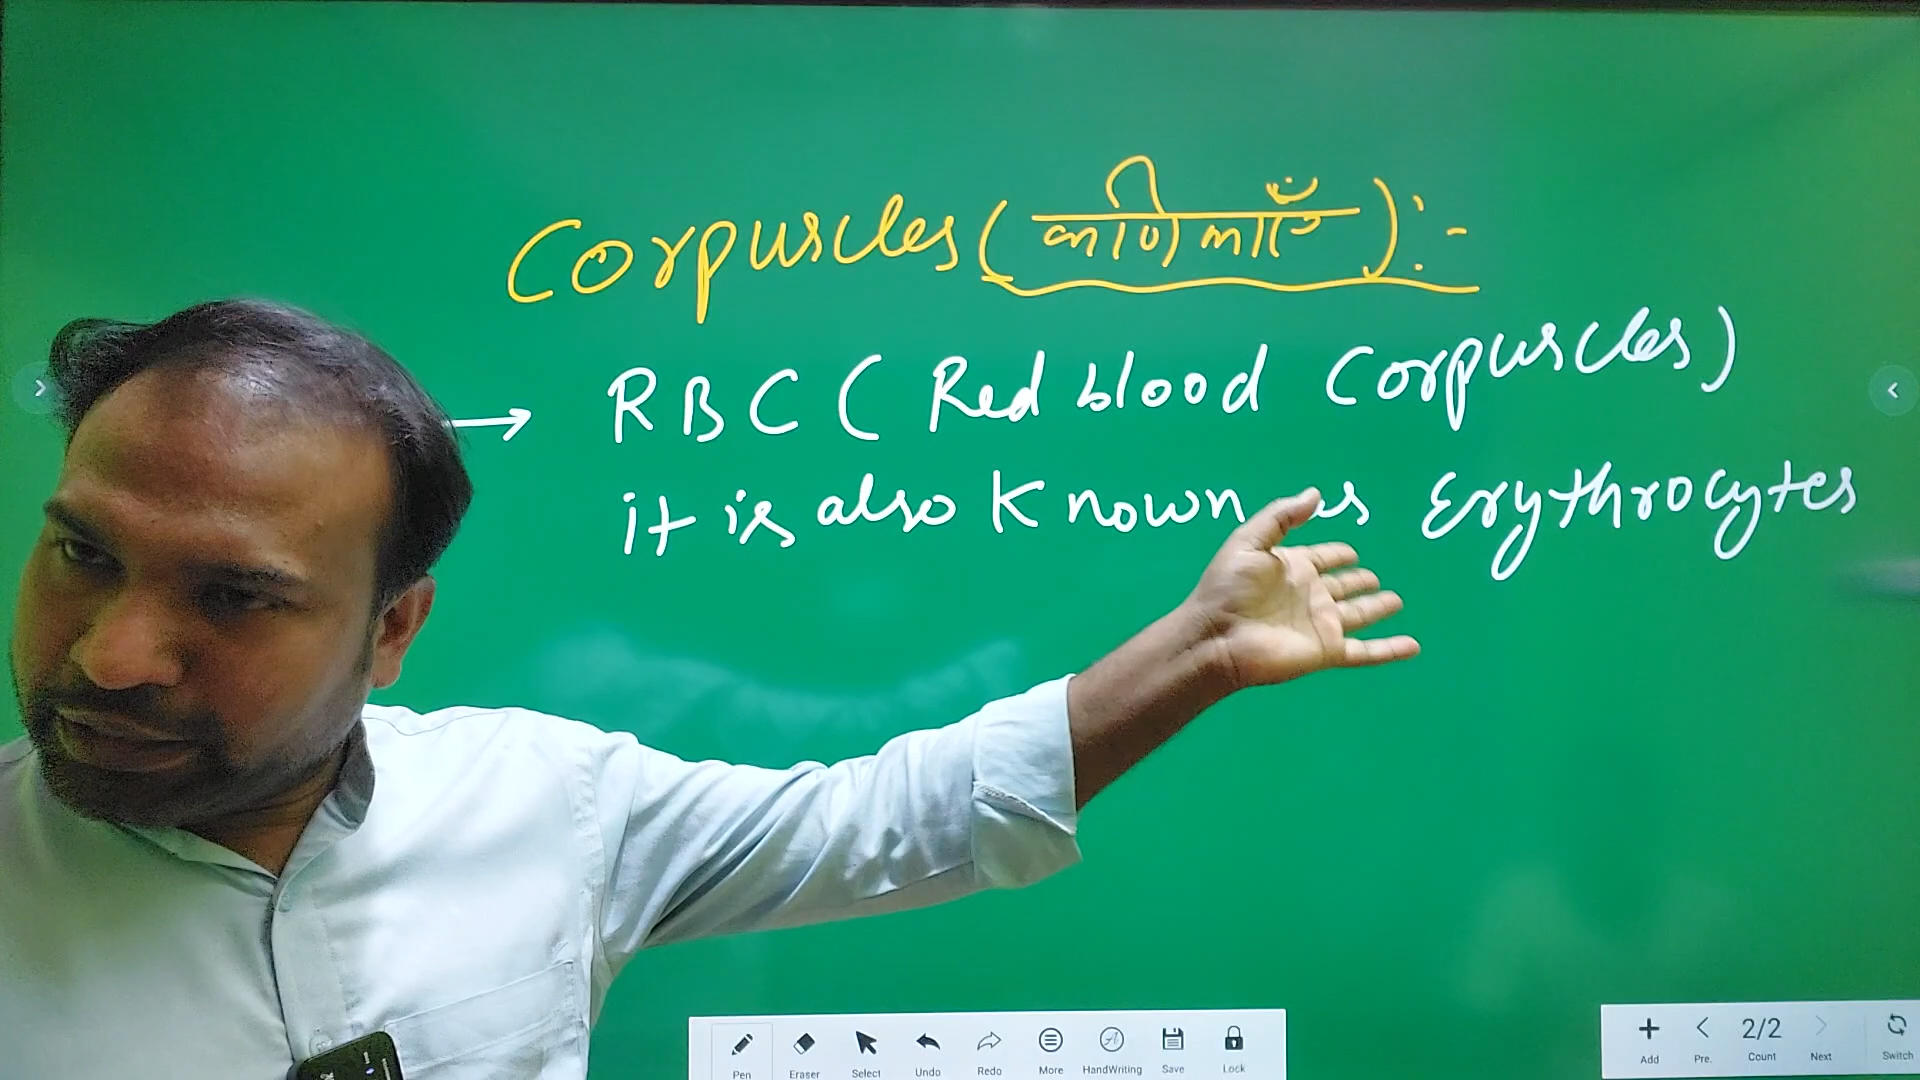 Corpuscles (कणिकाएँ):-
→ RBC (Red blood Corpuscles)
it is also Known as Erythrocytes
Pen Eraser Select Undo Redo More HandWriting Save Lock
2/2
Add Pre. Count Next Switch